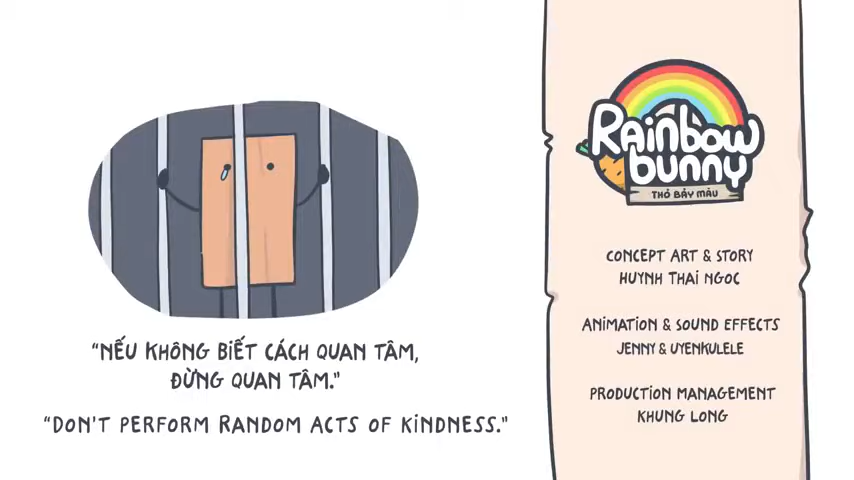 "NẾU KHÔNG BIẾT CÁCH QUAN TÂM,
ĐỪNG QUAN TÂM."
"DON'T PERFORM RANDOM ACTS OF KINDNESS."
Rainbow
bunny
THỎ BẢY MÀU
CONCEPT ART & STORY
HUYNH THAI NGOC
ANIMATION & SOUND EFFECTS
JENNY & UYENKULELE
PRODUCTION MANAGEMENT
KHUNG LONG